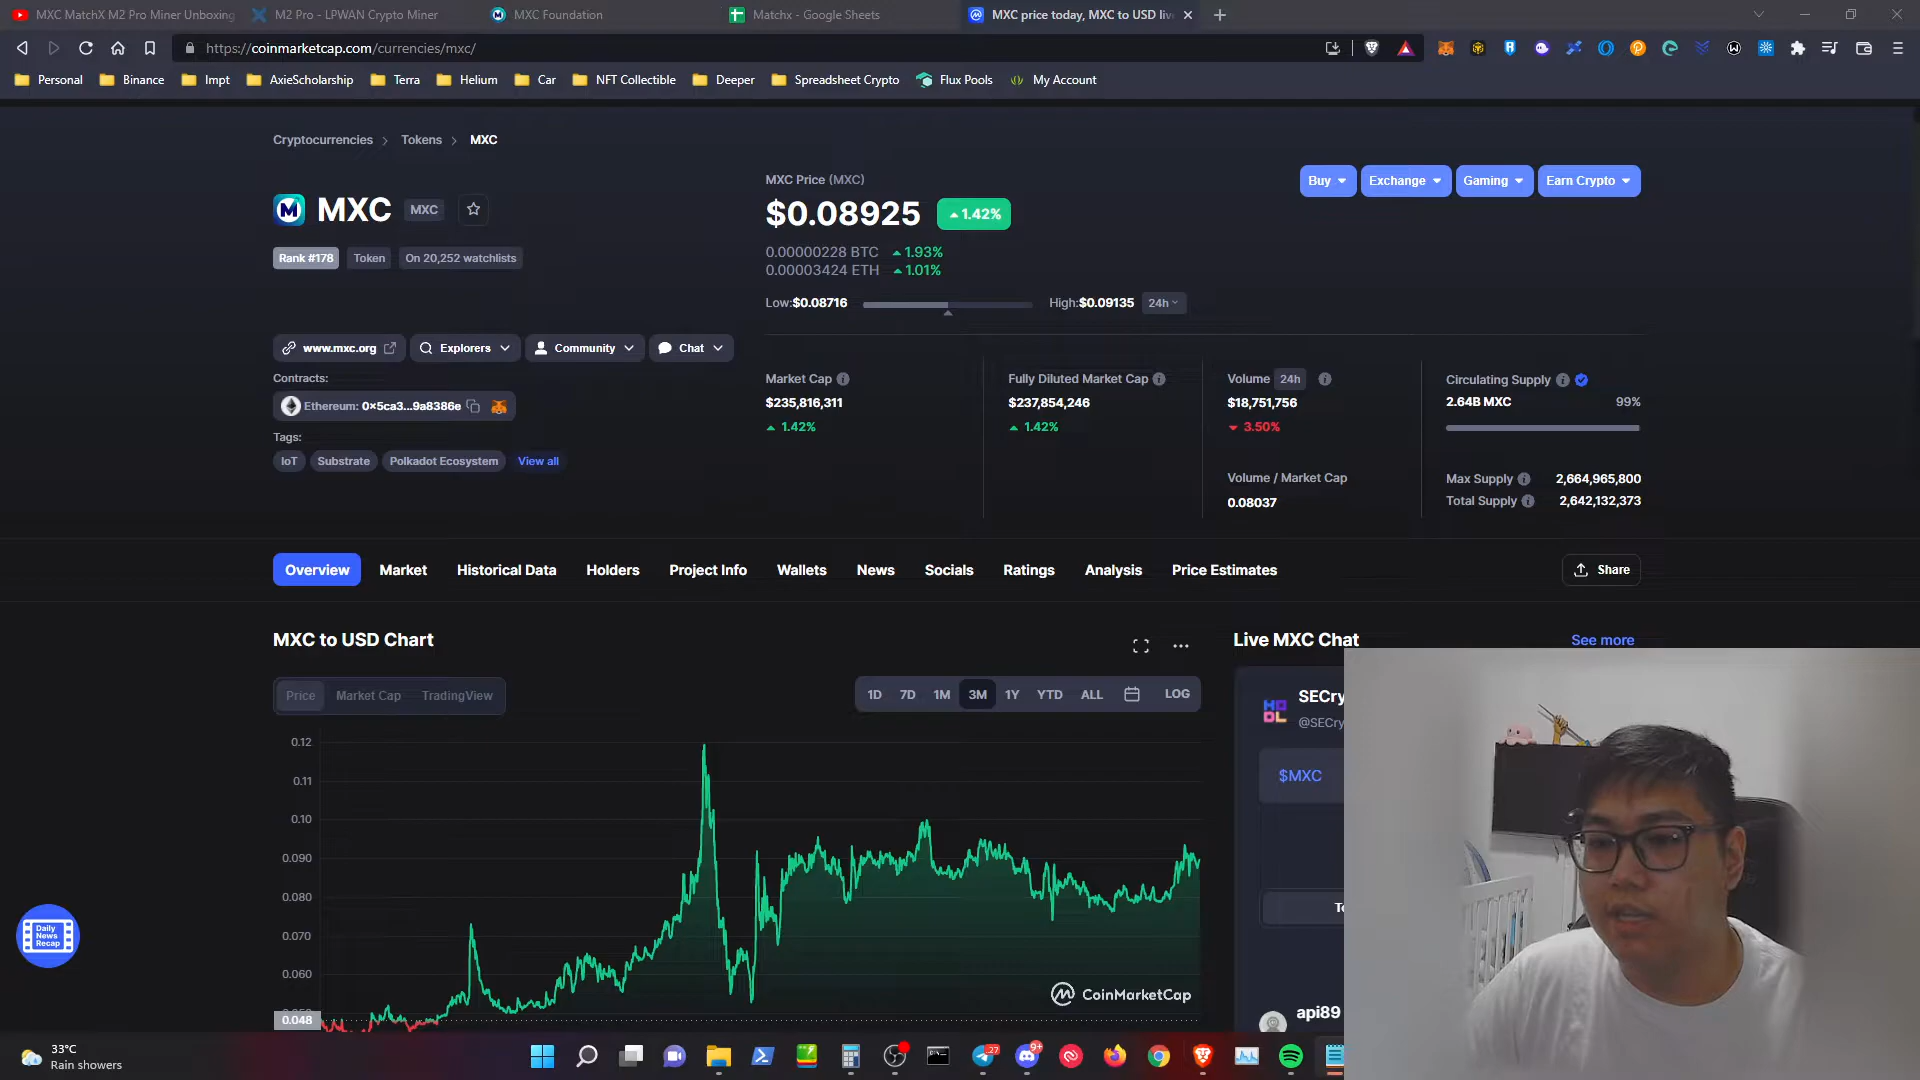 MXC MatchX M2 Pro Miner Unboxing
M2 Pro - LPWAN Crypto Miner
MXC Foundation
Matchx - Google Sheets
MXC price today, MXC to USD liv
https://coinmarketcap.com/currencies/mxc/
Personal
Binance
Impt
AxieScholarship
Terra
Helium
Car
NFT Collectible
Deeper
Spreadsheet Crypto
Flux Pools
My Account
Cryptocurrencies
Tokens
MXC
MXC
MXC
MXC Price (MXC)
$0.08925
1.42%
Buy
Exchange
Gaming
Earn Crypto
Rank #178
Token
On 20,252 watchlists
0.00000228 BTC
1.93%
0.00003424 ETH
1.01%
Low:$0.08716
High:$0.09135
24h
www.mxc.org
Explorers
Community
Chat
Contracts:
Ethereum: 0x5ca3...9a8386e
Tags:
IoT
Substrate
Polkadot Ecosystem
View all
Market Cap
$235,816,311
1.42%
Fully Diluted Market Cap
$237,854,246
1.42%
Volume 24h
$18,751,756
3.50%
Volume / Market Cap
0.08037
Circulating Supply
2.64B MXC
99%
Max Supply
2,664,965,800
Total Supply
2,642,132,373
Overview
Market
Historical Data
Holders
Project Info
Wallets
News
Socials
Ratings
Analysis
Price Estimates
Share
MXC to USD Chart
Live MXC Chat
See more
Price
Market Cap
TradingView
1D
7D
1M
3M
1Y
YTD
ALL
LOG
0.12
0.11
0.10
0.090
0.080
0.070
0.060
0.048
CoinMarketCap
HODL
SECry
@SECry
$MXC
To
api89
Daily
News
Recap
33°C
Rain showers
27
9+